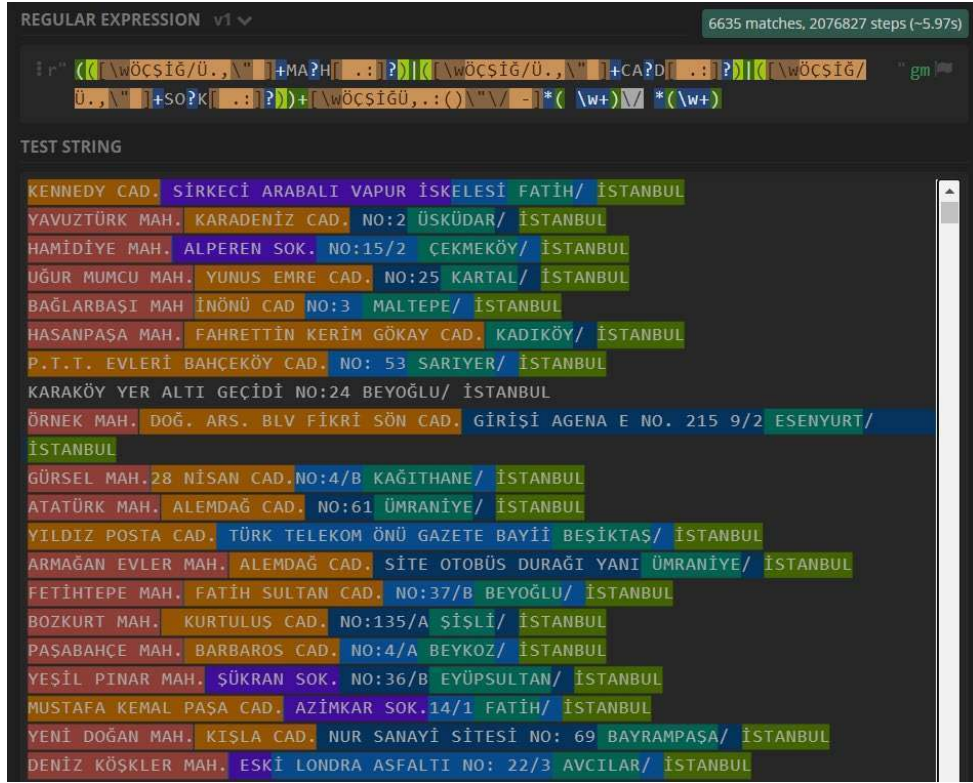 REGULAR EXPRESSION v1
6635 matches, 2076827 steps (~5.97s)
r" (([\wÖÇŞİĞ/Ü.,\" ]+MA?H[ .:]?)|([\wÖÇŞİĞ/Ü.,\" ]+CA?D[ .:]?)|([\wÖÇŞİĞ/ " gm
Ü.,\" ]+SO?K[ .:]?))+[\wÖÇŞİĞÜ,.:()\"\/ -]*( \w+)\/ *(\w+)
TEST STRING
KENNEDY CAD. SİRKECİ ARABALI VAPUR İSKELESİ FATİH/ İSTANBUL
YAVUZTÜRK MAH. KARADENİZ CAD. NO:2 ÜSKÜDAR/ İSTANBUL
HAMİDİYE MAH. ALPEREN SOK. NO:15/2 ÇEKMEKÖY/ İSTANBUL
UĞUR MUMCU MAH. YUNUS EMRE CAD. NO:25 KARTAL/ İSTANBUL
BAĞLARBAŞI MAH İNÖNÜ CAD NO:3 MALTEPE/ İSTANBUL
HASANPAŞA MAH. FAHRETTİN KERİM GÖKAY CAD. KADIKÖY/ İSTANBUL
P.T.T. EVLERİ BAHÇEKÖY CAD. NO: 53 SARIYER/ İSTANBUL
KARAKÖY YER ALTI GEÇİDİ NO:24 BEYOĞLU/ İSTANBUL
ÖRNEK MAH. DOĞ. ARS. BLV FİKRİ SÖN CAD. GİRİŞİ AGENA E NO. 215 9/2 ESENYURT/
İSTANBUL
GÜRSEL MAH.28 NİSAN CAD.NO:4/B KAĞITHANE/ İSTANBUL
ATATÜRK MAH. ALEMDAĞ CAD. NO:61 ÜMRANİYE/ İSTANBUL
YILDIZ POSTA CAD. TÜRK TELEKOM ÖNÜ GAZETE BAYİİ BEŞİKTAŞ/ İSTANBUL
ARMAĞAN EVLER MAH. ALEMDAĞ CAD. SİTE OTOBÜS DURAĞI YANI ÜMRANİYE/ İSTANBUL
FETİHTEPE MAH. FATİH SULTAN CAD. NO:37/B BEYOĞLU/ İSTANBUL
BOZKURT MAH. KURTULUŞ CAD. NO:135/A ŞİŞLİ/ İSTANBUL
PAŞABAHÇE MAH. BARBAROS CAD. NO:4/A BEYKOZ/ İSTANBUL
YEŞİL PINAR MAH. ŞÜKRAN SOK. NO:36/B EYÜPSULTAN/ İSTANBUL
MUSTAFA KEMAL PAŞA CAD. AZİMKAR SOK.14/1 FATİH/ İSTANBUL
YENİ DOĞAN MAH. KIŞLA CAD. NUR SANAYİ SİTESİ NO: 69 BAYRAMPAŞA/ İSTANBUL
DENİZ KÖŞKLER MAH. ESKİ LONDRA ASFALTI NO: 22/3 AVCILAR/ İSTANBUL